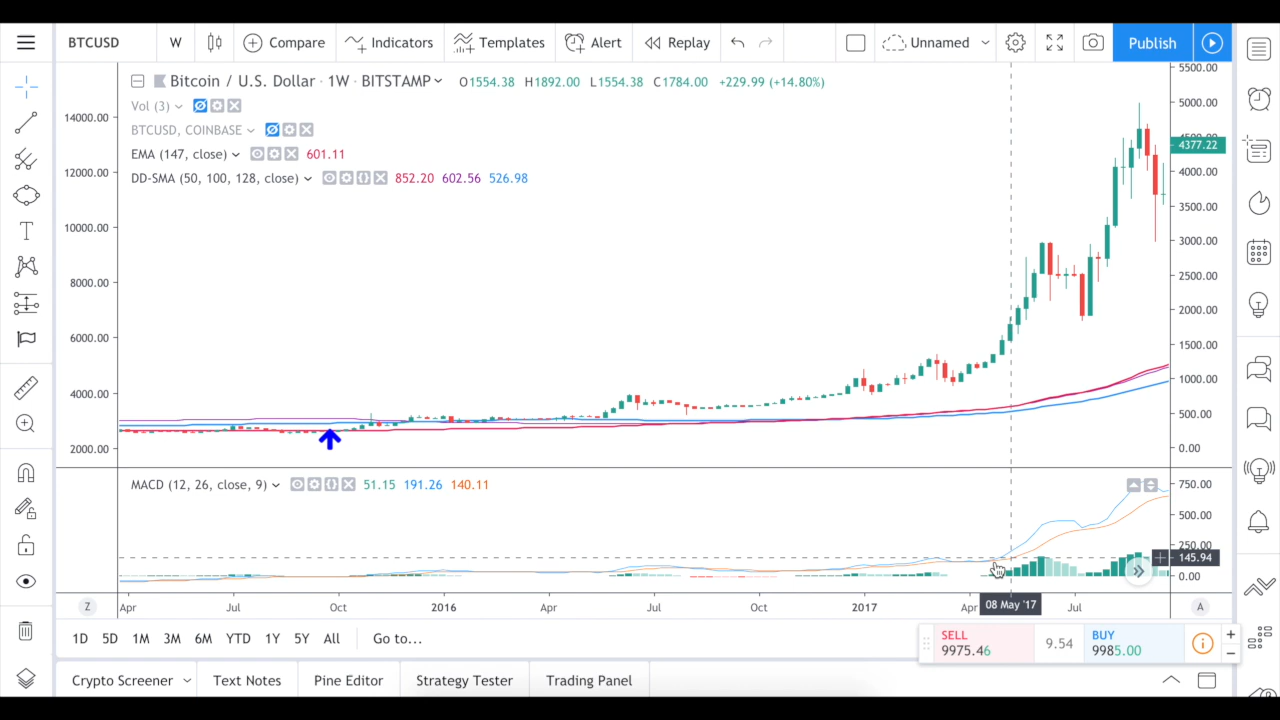 BTCUSD W Compare Indicators Templates Alert Replay Unnamed Publish
Bitcoin / U.S. Dollar · 1W · BITSTAMP O1554.38 H1892.00 L1554.38 C1784.00 +229.99 (+14.80%)
Vol (3)
BTCUSD, COINBASE
EMA (147, close) 601.11
DD-SMA (50, 100, 128, close) 852.20 602.56 526.98
14000.00
12000.00
10000.00
8000.00
6000.00
4000.00
2000.00
5500.00
5000.00
4377.22
4000.00
3500.00
3000.00
2500.00
2000.00
1500.00
1000.00
500.00
0.00
MACD (12, 26, close, 9) 51.15 191.26 140.11
750.00
500.00
145.94
0.00
Z Apr Jul Oct 2016 Apr Jul Oct 2017 Apr 08 May '17 Jul A
1D 5D 1M 3M 6M YTD 1Y 5Y All Go to...
SELL 9.54 BUY
9975.46 9985.00
Crypto Screener Text Notes Pine Editor Strategy Tester Trading Panel